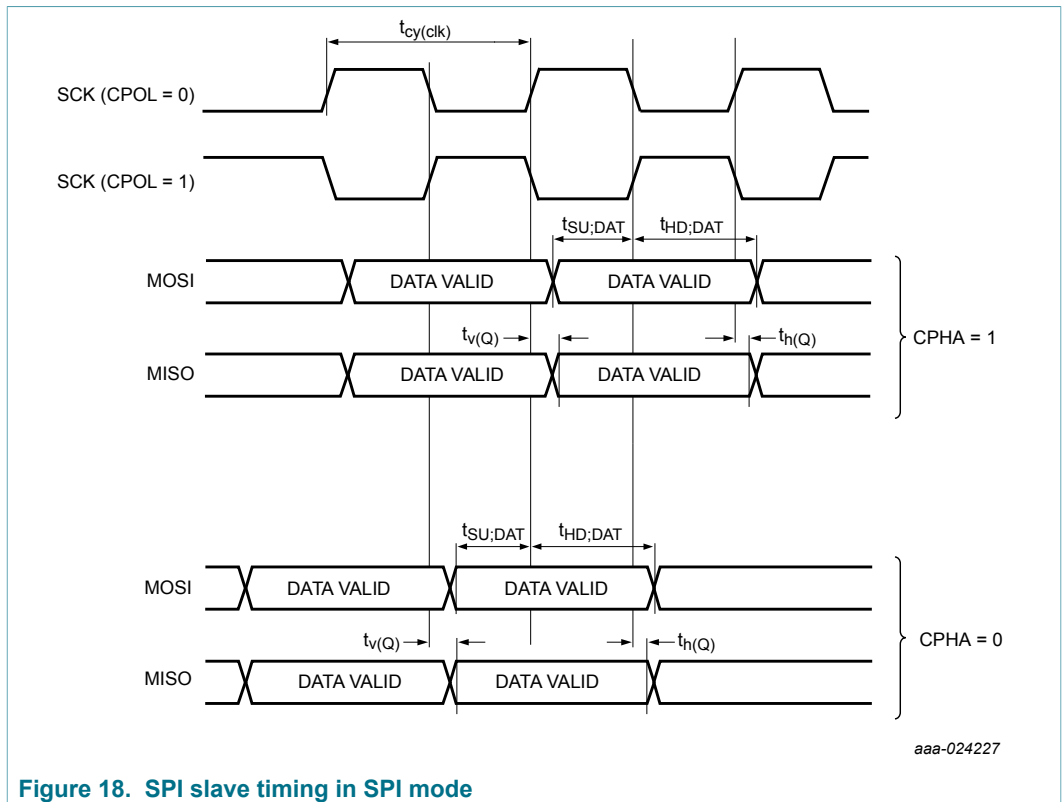 tcy(clk)
SCK (CPOL = 0)
SCK (CPOL = 1)
tSU;DAT tHD;DAT
MOSI DATA VALID DATA VALID
tv(Q) th(Q)
CPHA = 1
MISO DATA VALID DATA VALID
tSU;DAT tHD;DAT
MOSI DATA VALID DATA VALID
tv(Q) th(Q)
CPHA = 0
MISO DATA VALID DATA VALID
aaa-024227
Figure 18. SPI slave timing in SPI mode